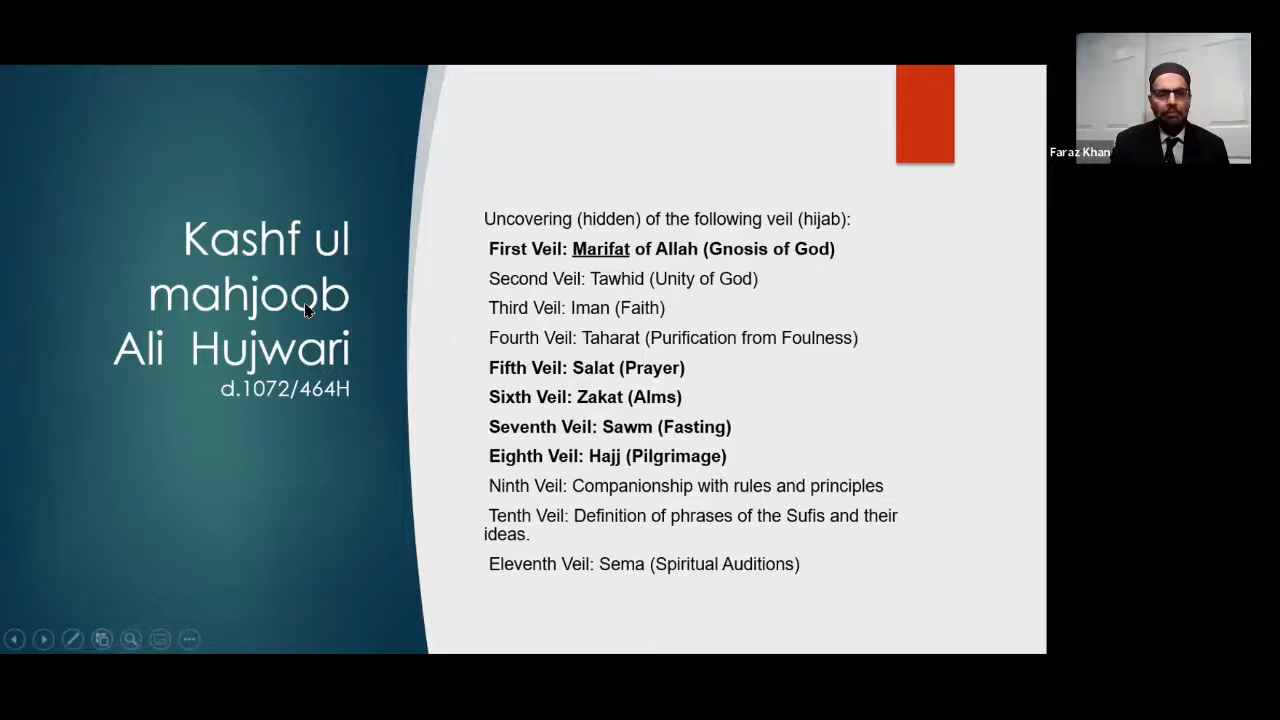 Kashf ul
mahjoob
Ali Hujwari
d.1072/464H
Uncovering (hidden) of the following veil (hijab):
First Veil: Marifat of Allah (Gnosis of God)
Second Veil: Tawhid (Unity of God)
Third Veil: Iman (Faith)
Fourth Veil: Taharat (Purification from Foulness)
Fifth Veil: Salat (Prayer)
Sixth Veil: Zakat (Alms)
Seventh Veil: Sawm (Fasting)
Eighth Veil: Hajj (Pilgrimage)
Ninth Veil: Companionship with rules and principles
Tenth Veil: Definition of phrases of the Sufis and their
ideas.
Eleventh Veil: Sema (Spiritual Auditions)
Faraz Khan